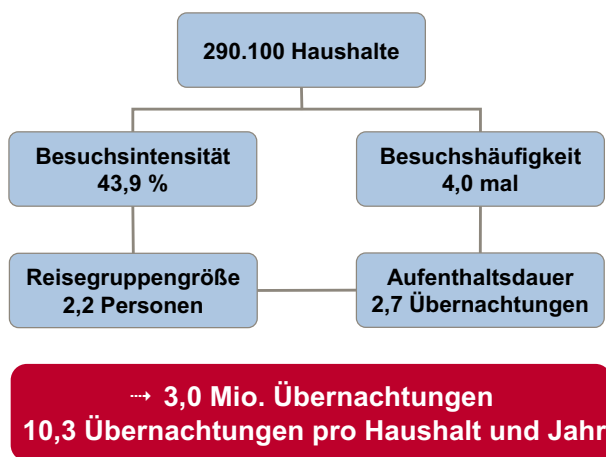 290.100 Haushalte
Besuchsintensität
43,9 %
Besuchshäufigkeit
4,0 mal
Reisegruppengröße
2,2 Personen
Aufenthaltsdauer
2,7 Übernachtungen
⤑ 3,0 Mio. Übernachtungen
10,3 Übernachtungen pro Haushalt und Jahr